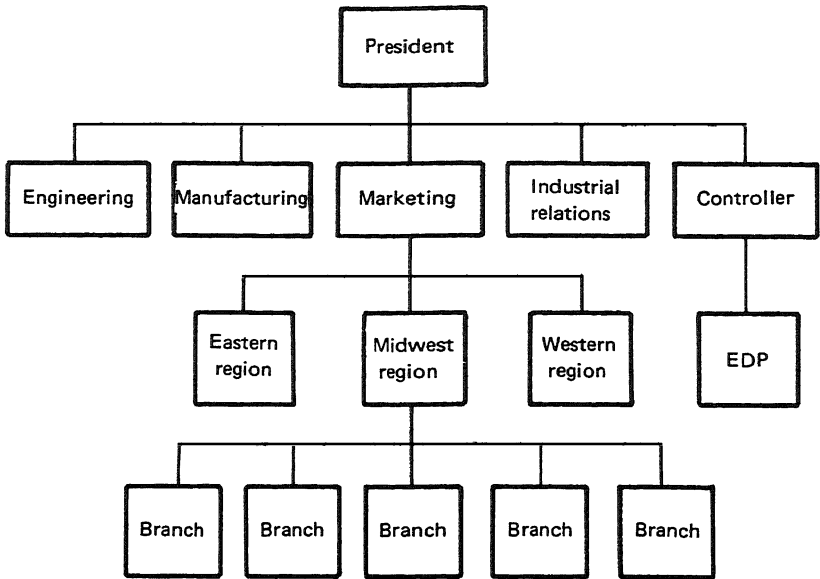 President
Engineering
Manufacturing
Marketing
Industrial
relations
Controller
Eastern
region
Midwest
region
Western
region
EDP
Branch
Branch
Branch
Branch
Branch